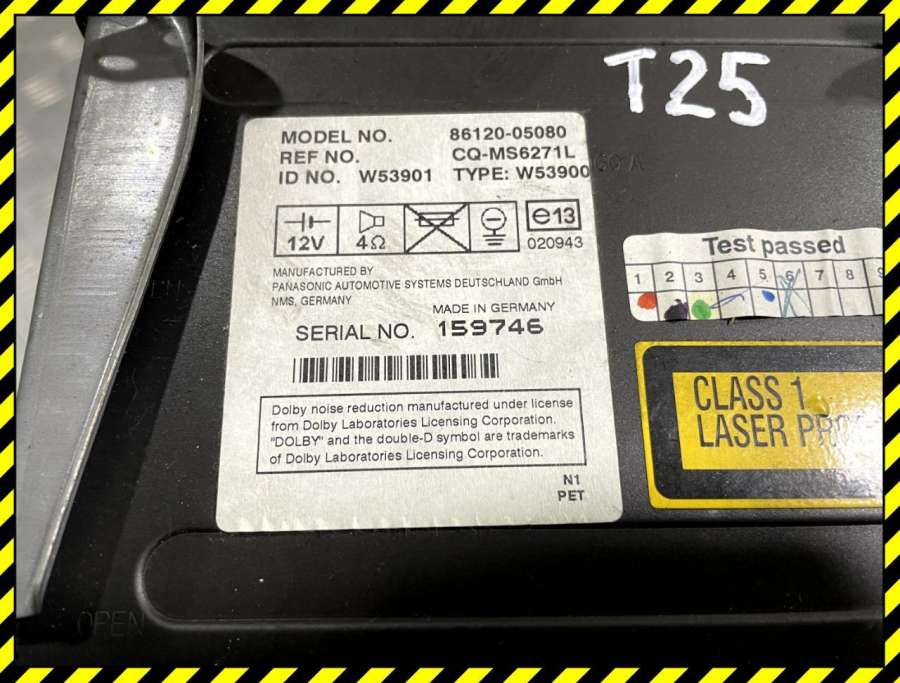 T25
MODEL NO. 86120-05080
REF NO. CQ-MS6271L
ID NO. W53901 TYPE: W53900
12V 4Ω e13
020943
MANUFACTURED BY
PANASONIC AUTOMOTIVE SYSTEMS DEUTSCHLAND GmbH
NMS, GERMANY
MADE IN GERMANY
SERIAL NO. 159746
Dolby noise reduction manufactured under license
from Dolby Laboratories Licensing Corporation.
"DOLBY" and the double-D symbol are trademarks
of Dolby Laboratories Licensing Corporation.
N1
PET
Test passed
1 2 3 4 5 6 7 8 9
CLASS 1
LASER PRO
OPEN